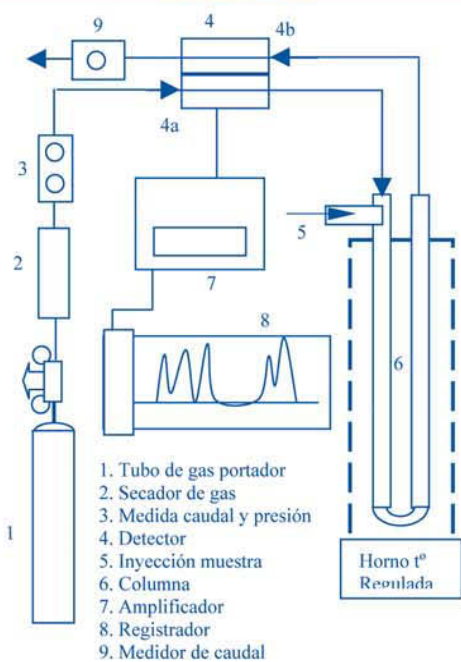 9
4
4b
4a
3
5
2
7
8
6
1
1. Tubo de gas portador
2. Secador de gas
3. Medida caudal y presión
4. Detector
5. Inyección muestra
6. Columna
7. Amplificador
8. Registrador
9. Medidor de caudal
Horno tº
Regulada